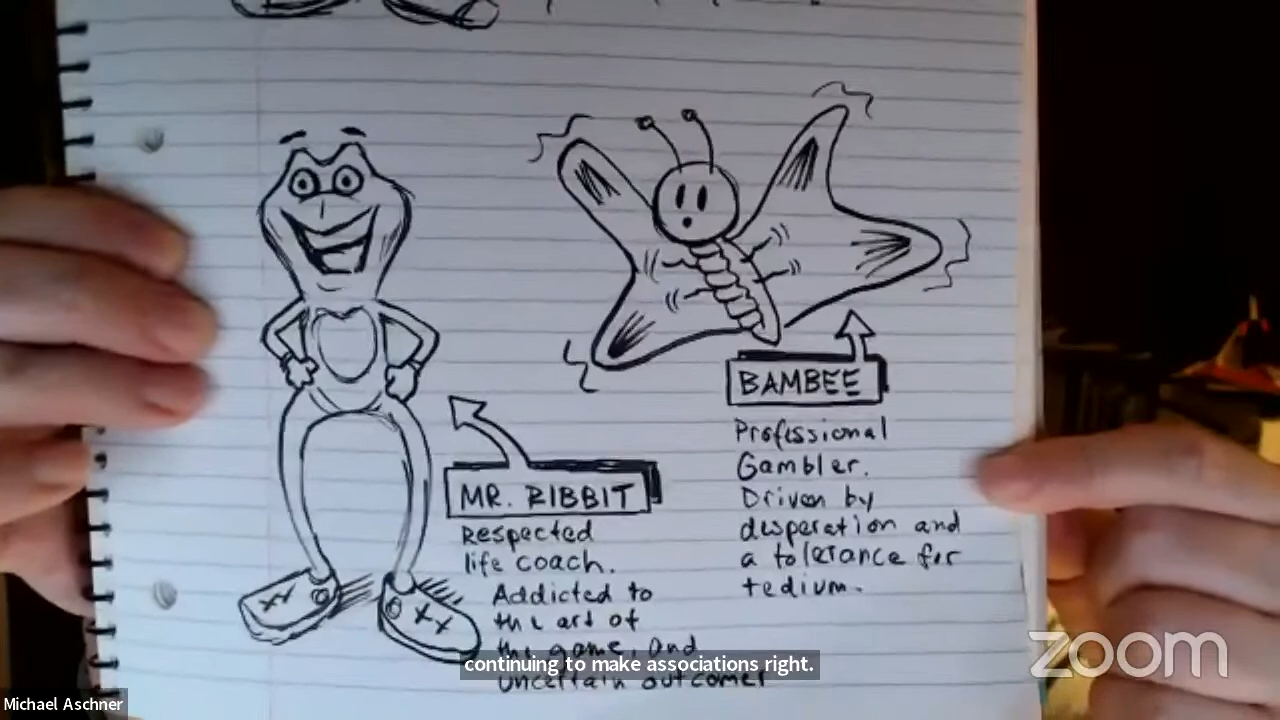 BAMBEE
Professional
Gambler.
Driven by
desperation and
a tolerance for
tedium.
MR. RIBBIT
Respected
life coach.
Addicted to
the art of
the game, and
uncertain outcomes
continuing to make associations right.
zoom
Michael Aschner